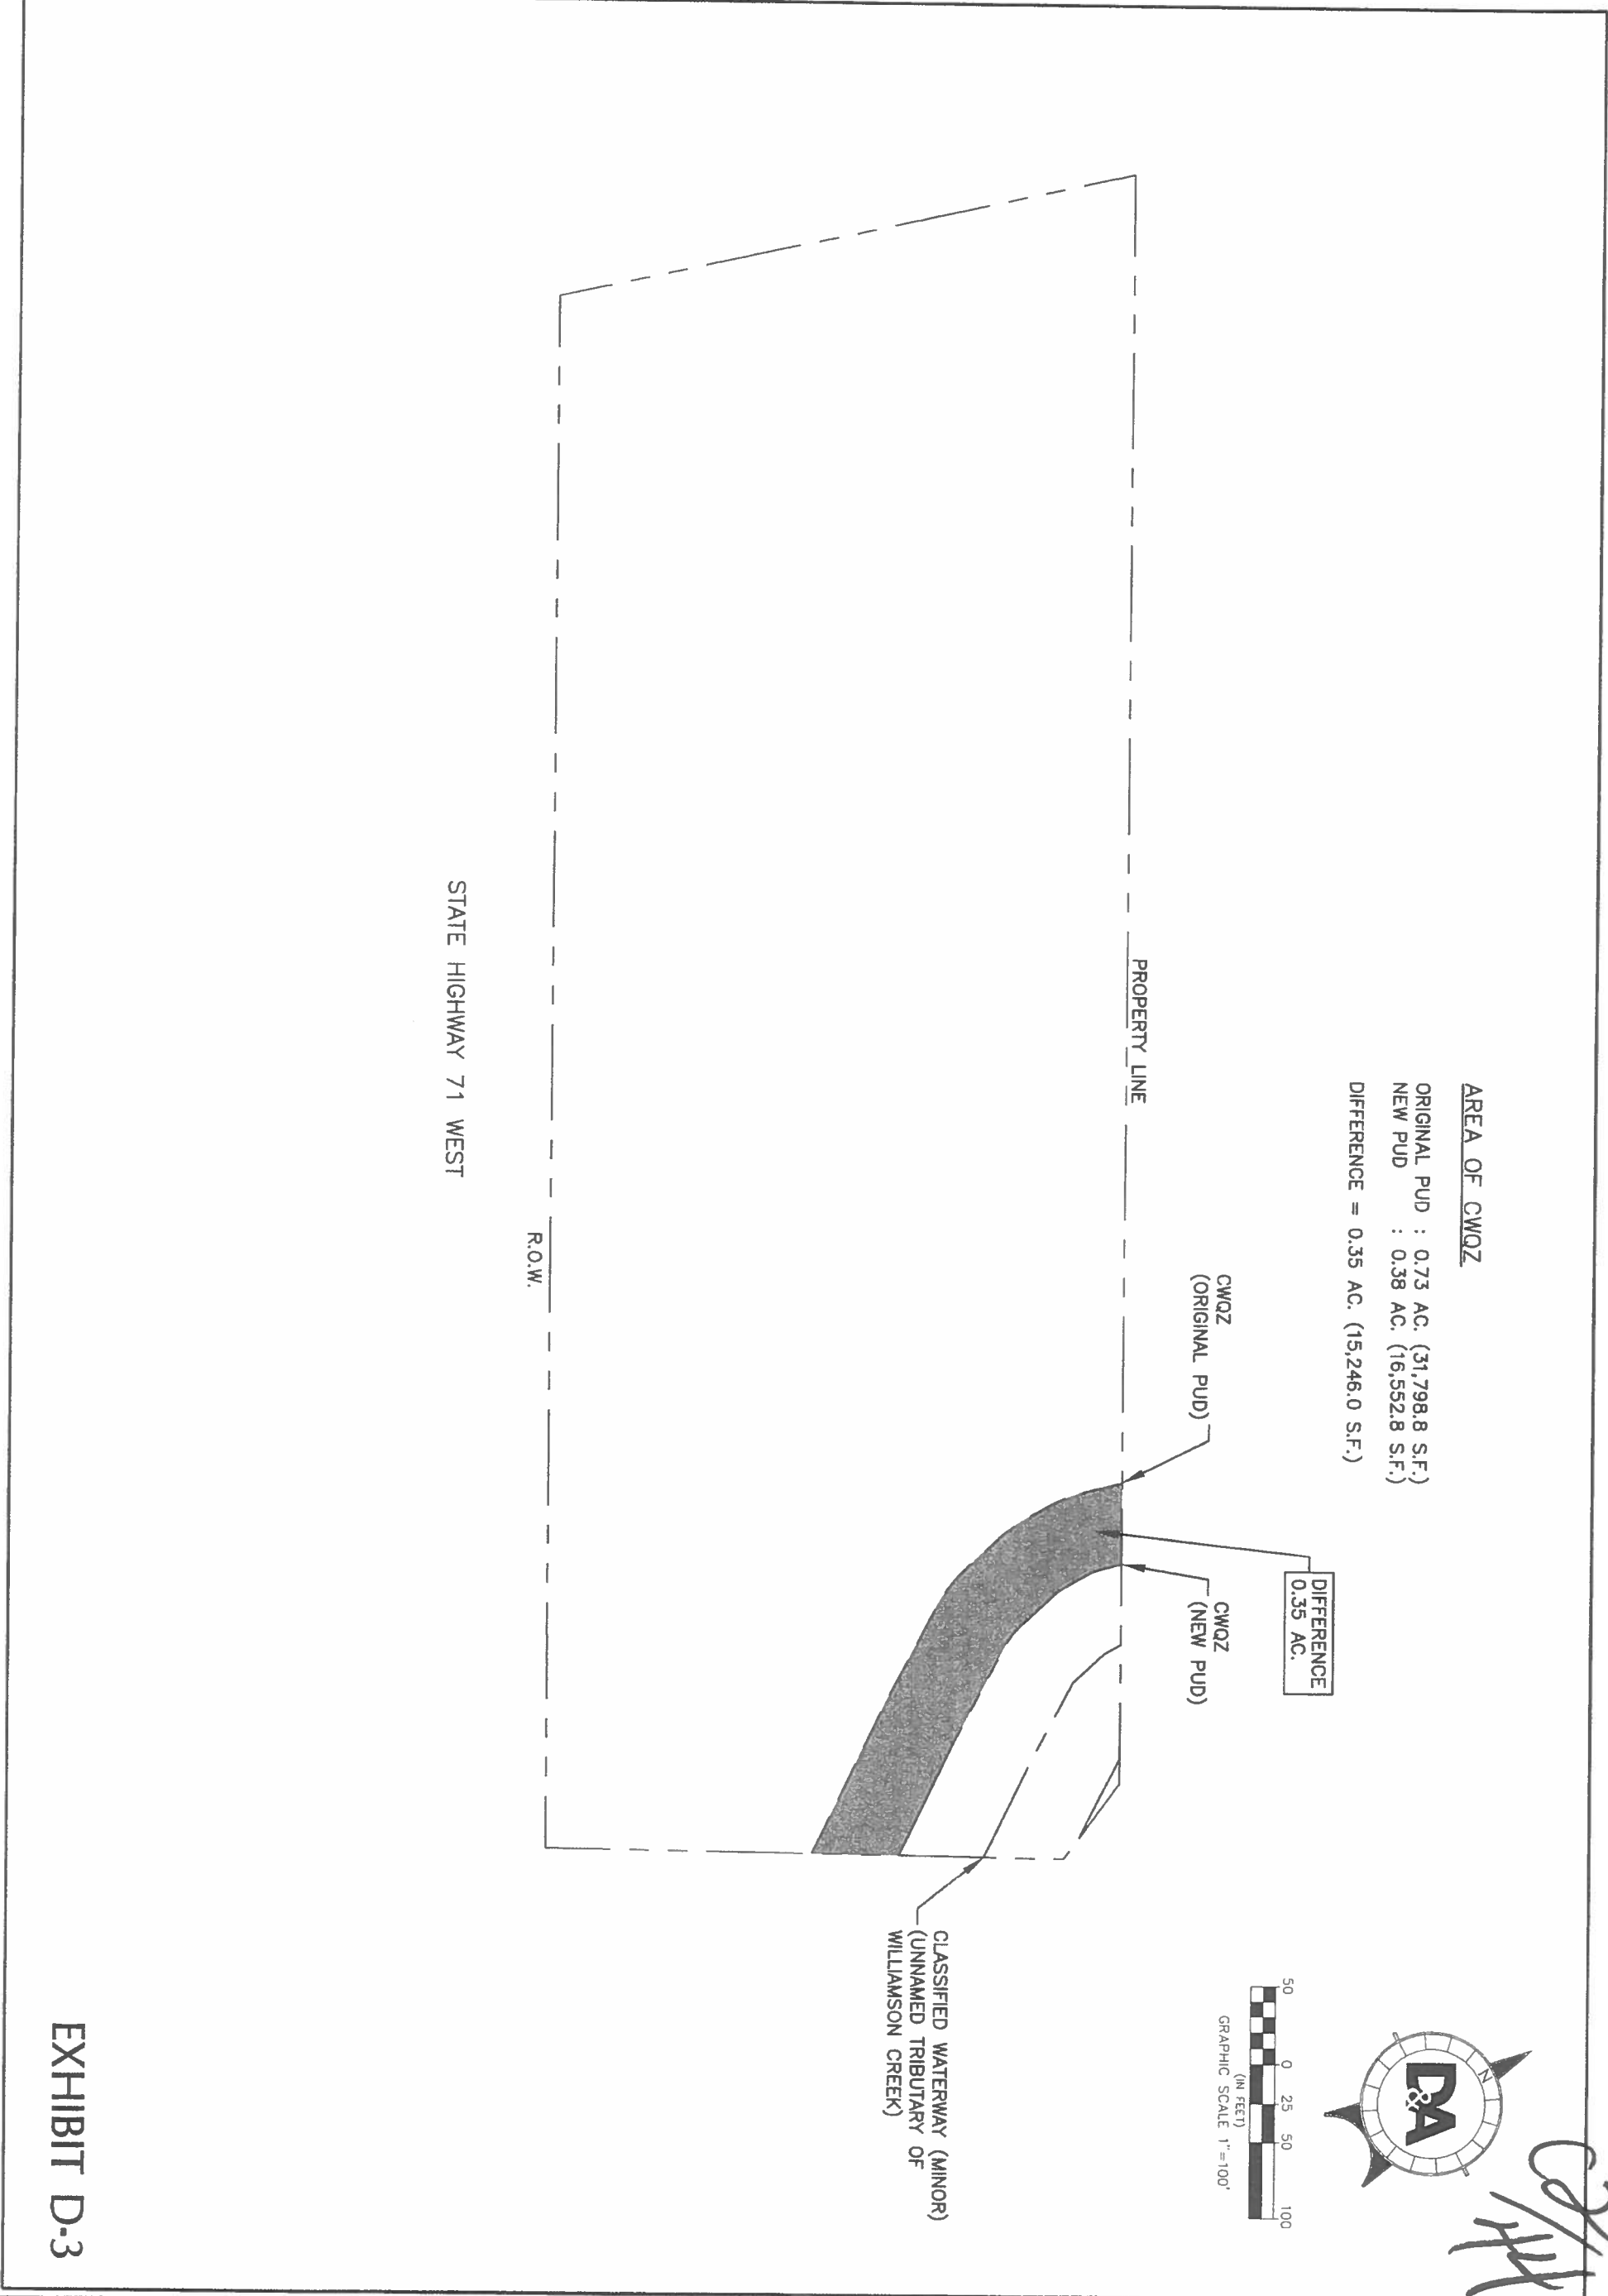 AREA OF CWQZ
ORIGINAL PUD : 0.73 AC. (31,798.8 S.F.)
NEW PUD : 0.38 AC. (16,552.8 S.F.)
DIFFERENCE = 0.35 AC. (15,246.0 S.F.)
N
D&A
50 0 25 50 100
(IN FEET)
GRAPHIC SCALE 1"=100'
DIFFERENCE
0.35 AC.
CWQZ
(ORIGINAL PUD)
CWQZ
(NEW PUD)
PROPERTY LINE
CLASSIFIED WATERWAY (MINOR)
(UNNAMED TRIBUTARY OF
WILLIAMSON CREEK)
R.O.W.
STATE HIGHWAY 71 WEST
EXHIBIT D-3